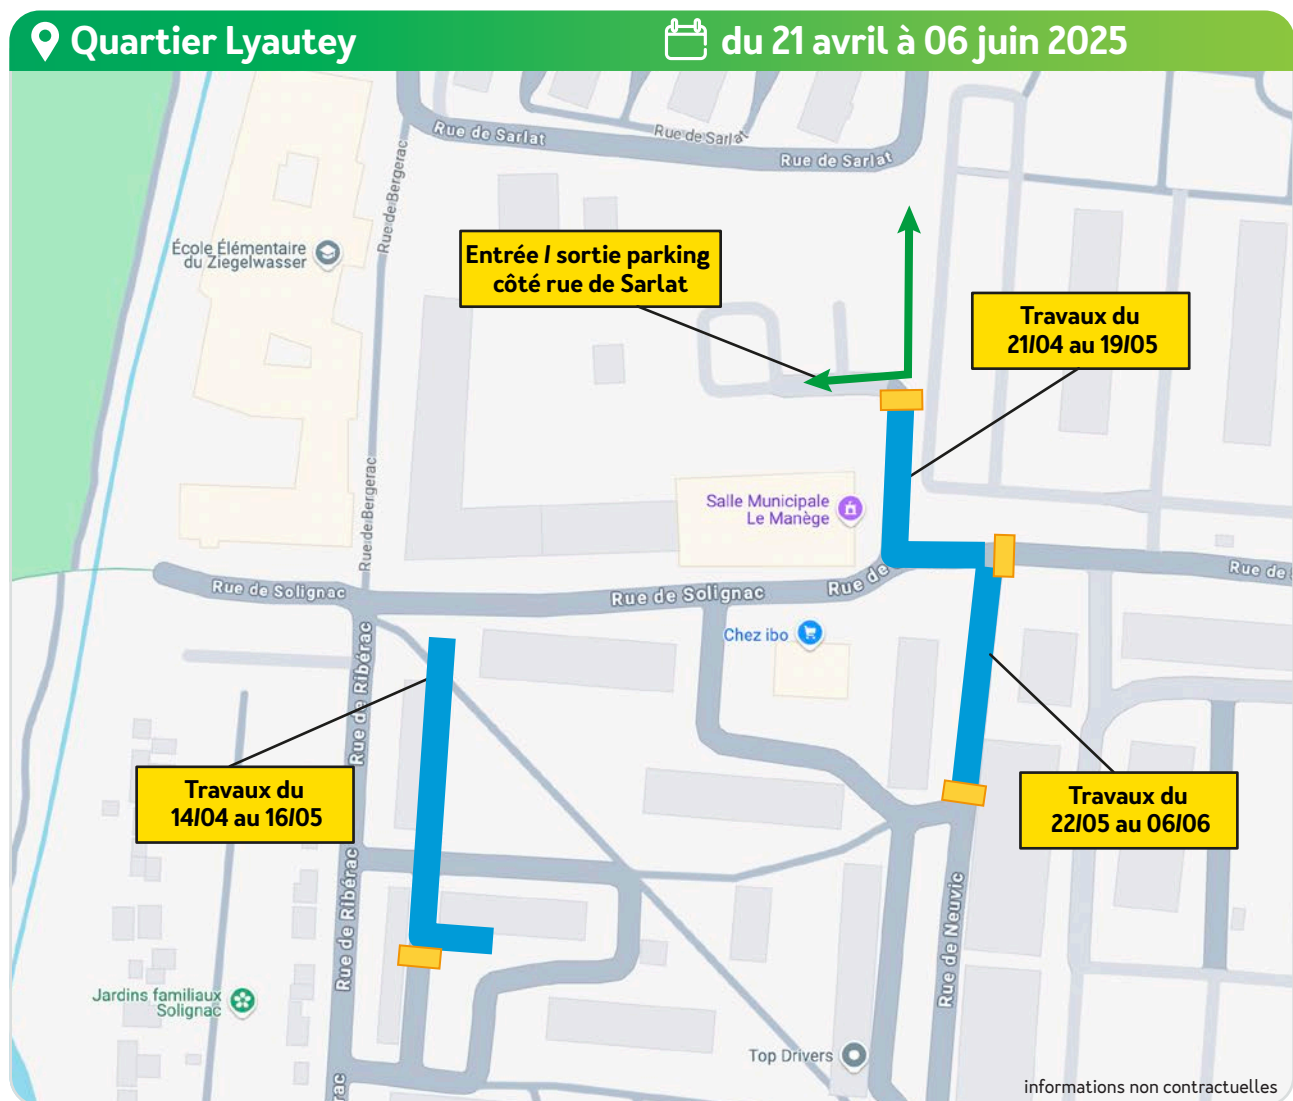 Quartier Lyautey
du 21 avril à 06 juin 2025
Rue de Sarlat
Rue de Sarlat
Rue de Sarlat
Rue de Bergerac
École Élémentaire
du Ziegelwasser
Entrée / sortie parking
côté rue de Sarlat
Travaux du
21/04 au 19/05
Rue de Bergerac
Salle Municipale
Le Manège
Rue de Solignac
Rue de Solignac
Rue de
Rue de
Chez ibo
Rue de Ribérac
Travaux du
14/04 au 16/05
Travaux du
22/05 au 06/06
Rue de Ribérac
Rue de Neuvic
Jardins familiaux
Solignac
Top Drivers
informations non contractuelles